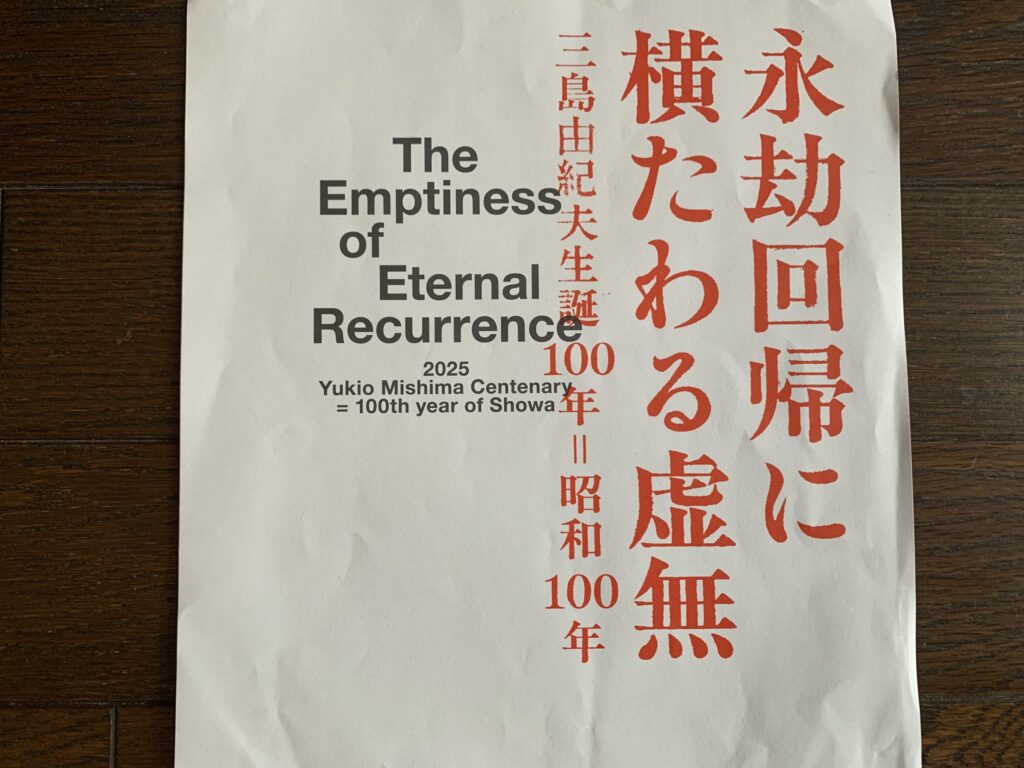 永劫回帰に
横たわる虚無
三島由紀夫生誕100年=昭和100年
The
Emptiness
of
Eternal
Recurrence
2025
Yukio Mishima Centenary
= 100th year of Showa